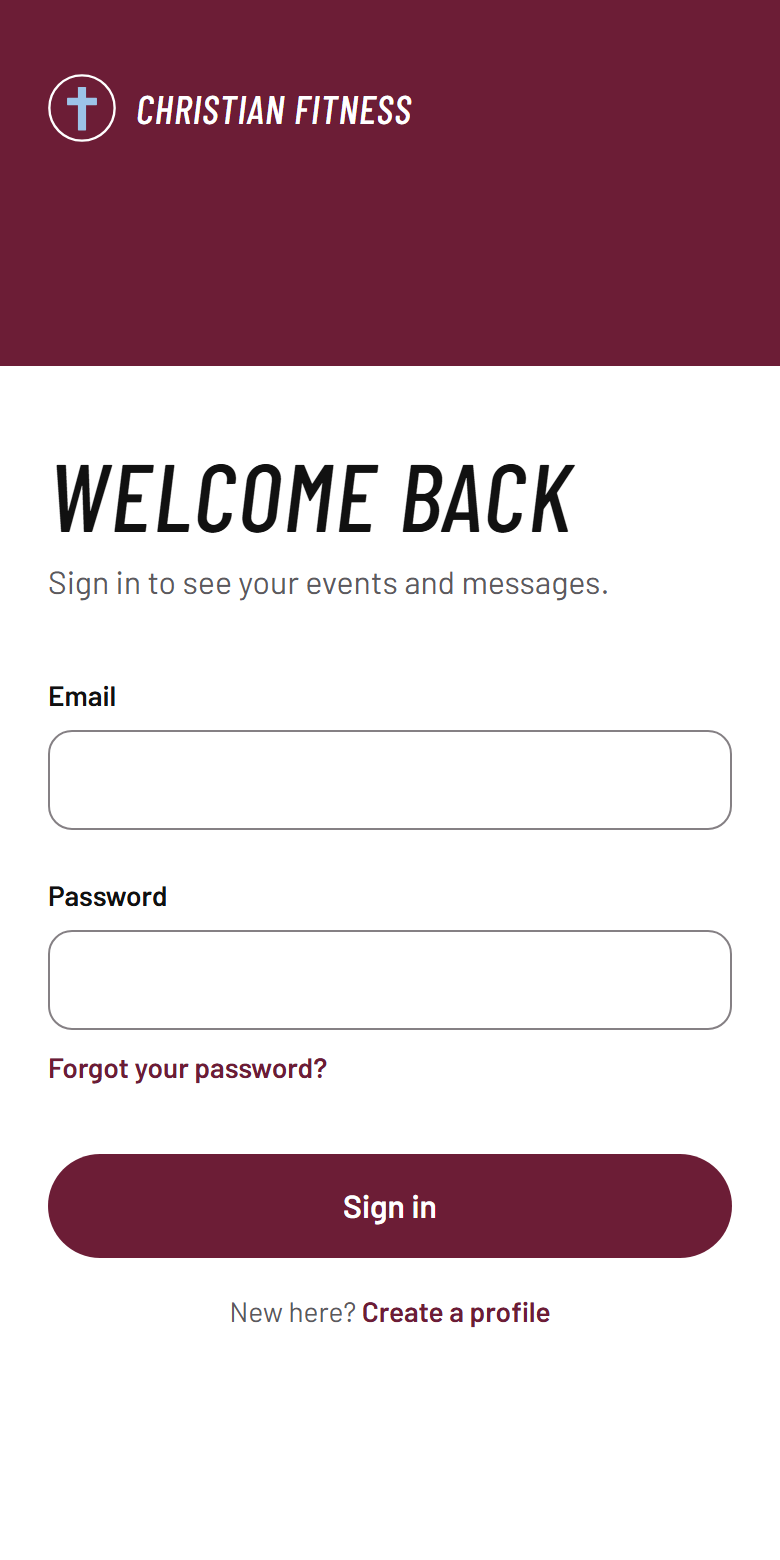 CHRISTIAN FITNESS
WELCOME BACK
Sign in to see your events and messages.
Email
Password
Forgot your password?
Sign in
New here? Create a profile